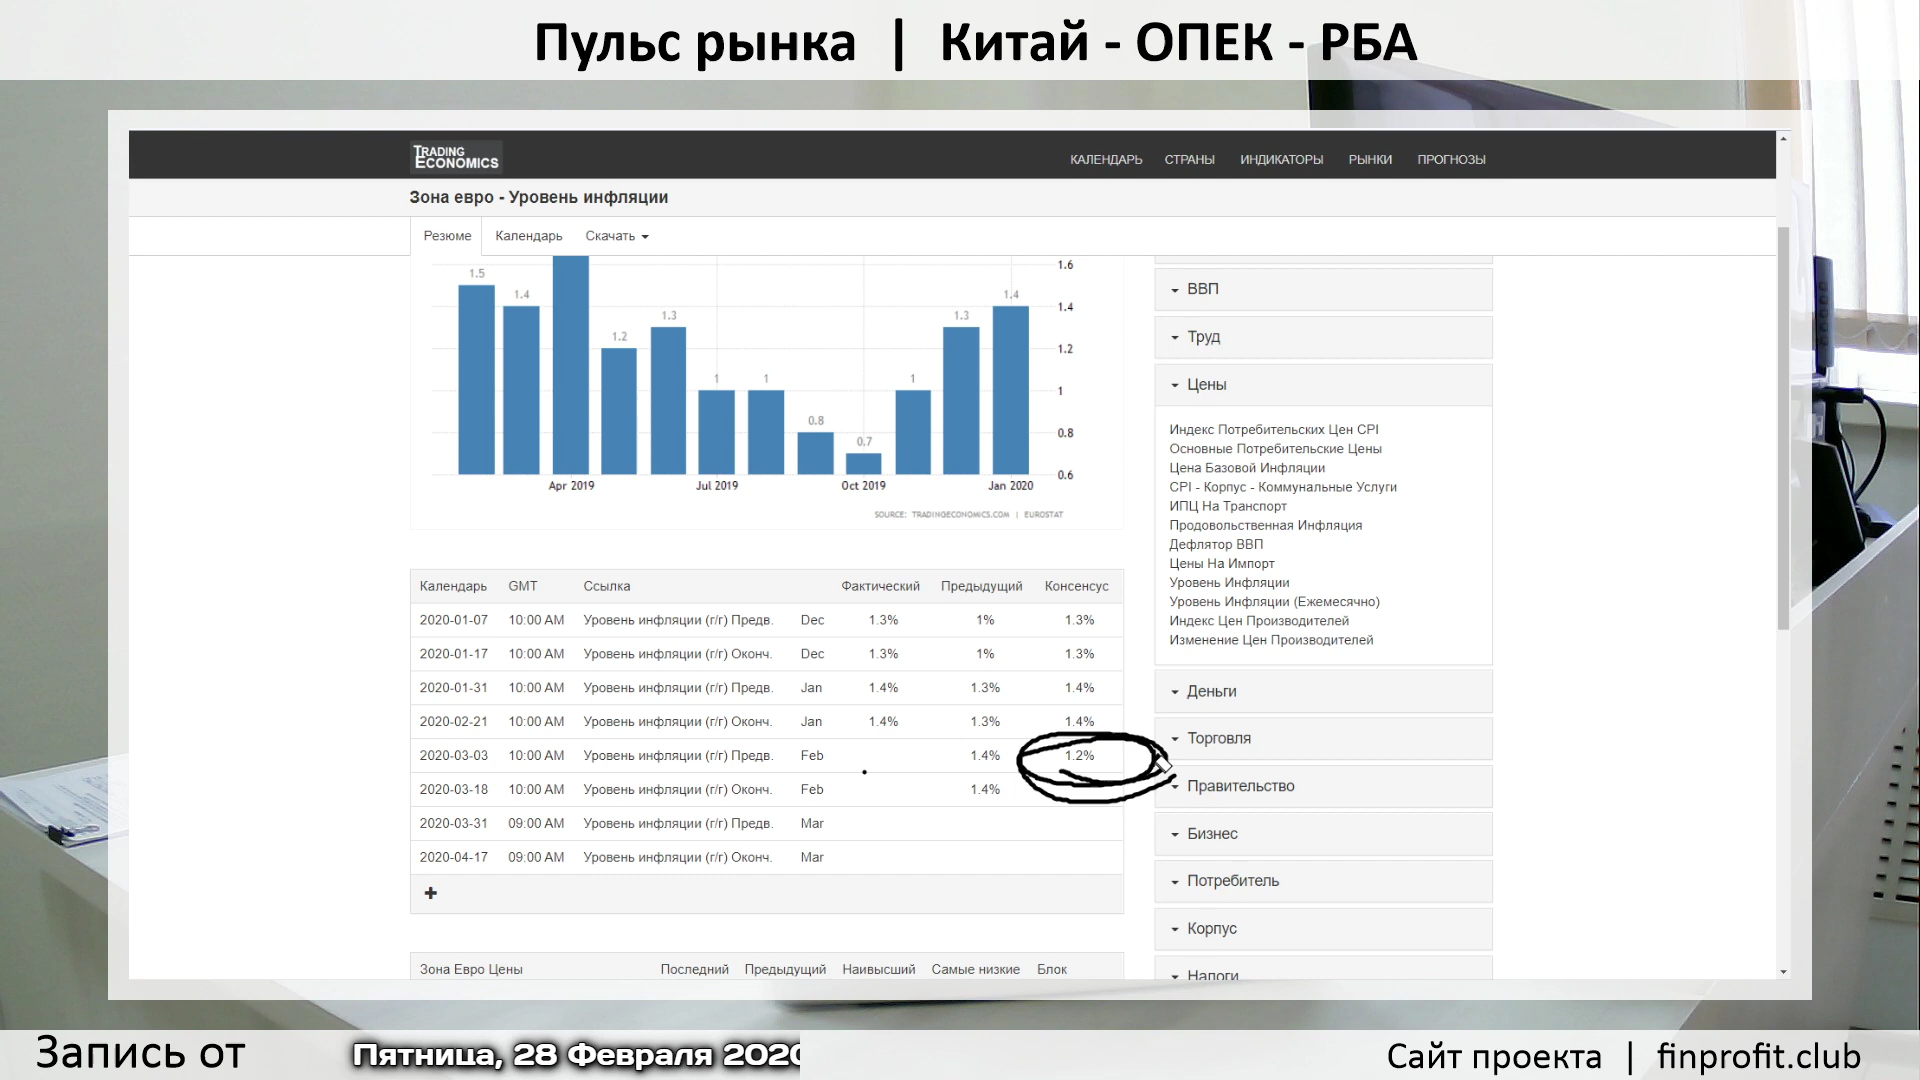 Пульс рынка | Китай - ОПЕК - РБА
TRADING ECONOMICS
КАЛЕНДАРЬ СТРАНЫ ИНДИКАТОРЫ РЫНКИ ПРОГНОЗЫ
Зона евро - Уровень инфляции
Резюме Календарь Скачать
1.5 1.4 1.2 1.3 1 1 0.8 0.7 1 1.3 1.4
1.6
1.4
1.2
1
0.8
0.6
Apr 2019 Jul 2019 Oct 2019 Jan 2020
SOURCE: TRADINGECONOMICS.COM | EUROSTAT
Календарь GMT Ссылка Фактический Предыдущий Консенсус
2020-01-07 10:00 AM Уровень инфляции (г/г) Предв. Dec 1.3% 1% 1.3%
2020-01-17 10:00 AM Уровень инфляции (г/г) Оконч. Dec 1.3% 1% 1.3%
2020-01-31 10:00 AM Уровень инфляции (г/г) Предв. Jan 1.4% 1.3% 1.4%
2020-02-21 10:00 AM Уровень инфляции (г/г) Оконч. Jan 1.4% 1.3% 1.4%
2020-03-03 10:00 AM Уровень инфляции (г/г) Предв. Feb 1.4% 1.2%
2020-03-18 10:00 AM Уровень инфляции (г/г) Оконч. Feb 1.4%
2020-03-31 09:00 AM Уровень инфляции (г/г) Предв. Mar
2020-04-17 09:00 AM Уровень инфляции (г/г) Оконч. Mar
Зона Евро Цены Последний Предыдущий Наивысший Самые низкие Блок
ВВП
Труд
Цены
Индекс Потребительских Цен CPI
Основные Потребительские Цены
Цена Базовой Инфляции
CPI - Корпус - Коммунальные Услуги
ИПЦ На Транспорт
Продовольственная Инфляция
Дефлятор ВВП
Цены На Импорт
Уровень Инфляции
Уровень Инфляции (Ежемесячно)
Индекс Цен Производителей
Изменение Цен Производителей
Деньги
Торговля
Правительство
Бизнес
Потребитель
Корпус
Налоги
Запись от Пятница, 28 Февраля 2020
Сайт проекта | finprofit.club